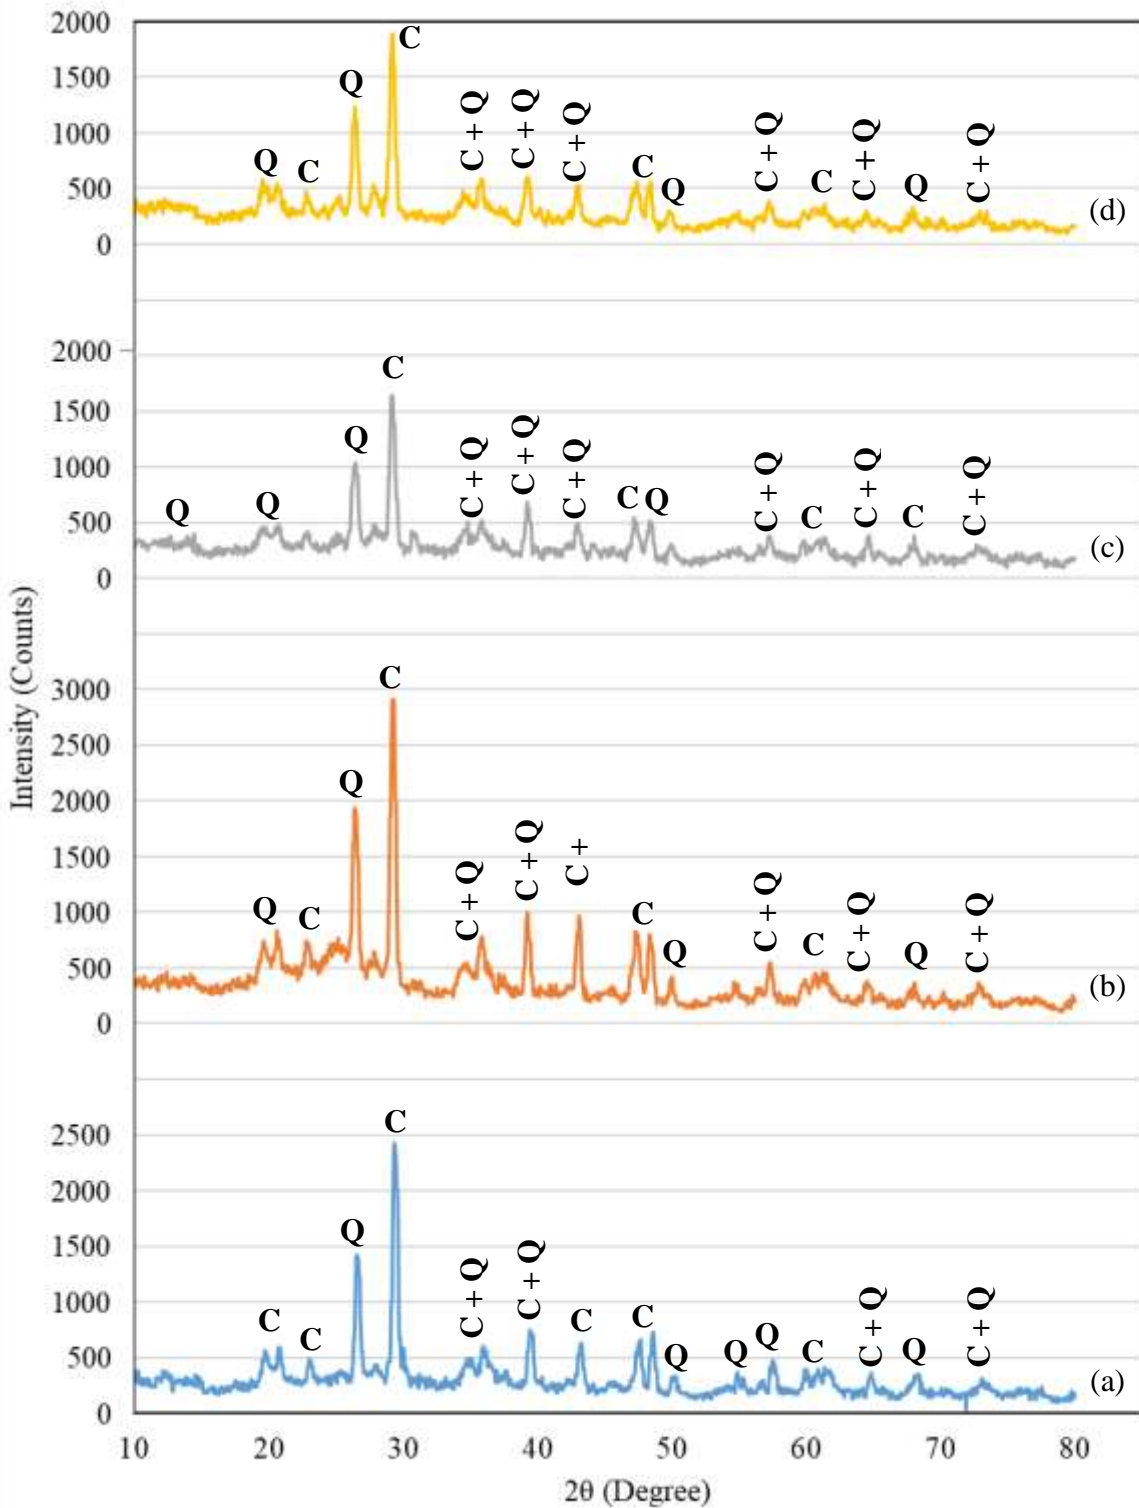 2000
1500
1000
500
0
C
Q
Q
C
C + Q
C + Q
C + Q
C
Q
C + Q
C
C + Q
Q
C + Q
(d)
2000
1500
1000
500
0
C
Q
Q
Q
C + Q
C + Q
C + Q
C
Q
C + Q
C
C + Q
C
C + Q
(c)
Intensity (Counts)
3000
2500
2000
1500
1000
500
0
C
Q
Q
C
C + Q
C + Q
C +
C
Q
C + Q
C
C + Q
Q
C + Q
(b)
2500
2000
1500
1000
500
0
C
Q
C
C
C + Q
C + Q
C
C
Q
Q
Q
C
C + Q
Q
C + Q
(a)
10 20 30 40 50 60 70 80
2θ (Degree)